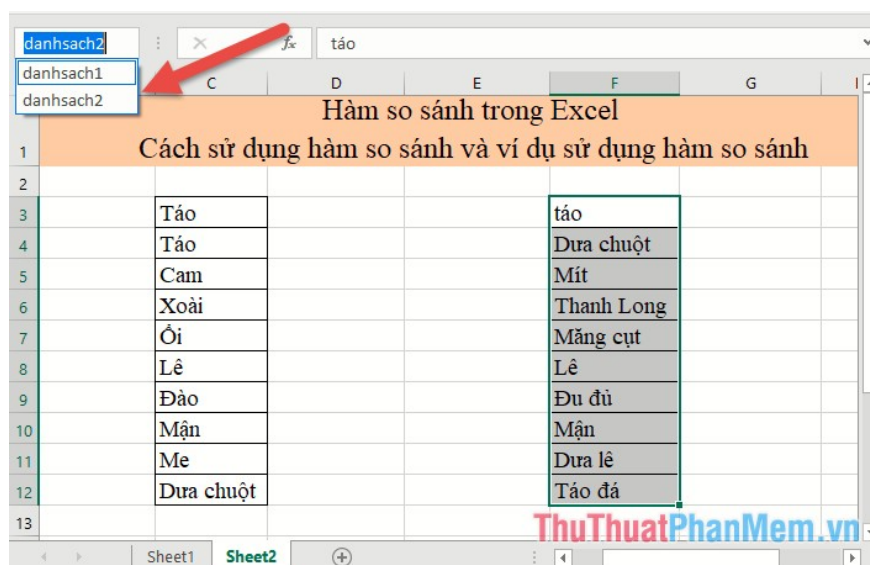 danhsach2 fx táo
danhsach1
danhsach2
C D E F G
Hàm so sánh trong Excel
1 Cách sử dụng hàm so sánh và ví dụ sử dụng hàm so sánh
2
3 Táo táo
4 Táo Dưa chuột
5 Cam Mít
6 Xoài Thanh Long
7 Ổi Măng cụt
8 Lê Lê
9 Đào Đu đủ
10 Mận Mận
11 Me Dưa lê
12 Dưa chuột Táo đá
13
ThuThuatPhanMem.vn
Sheet1 Sheet2